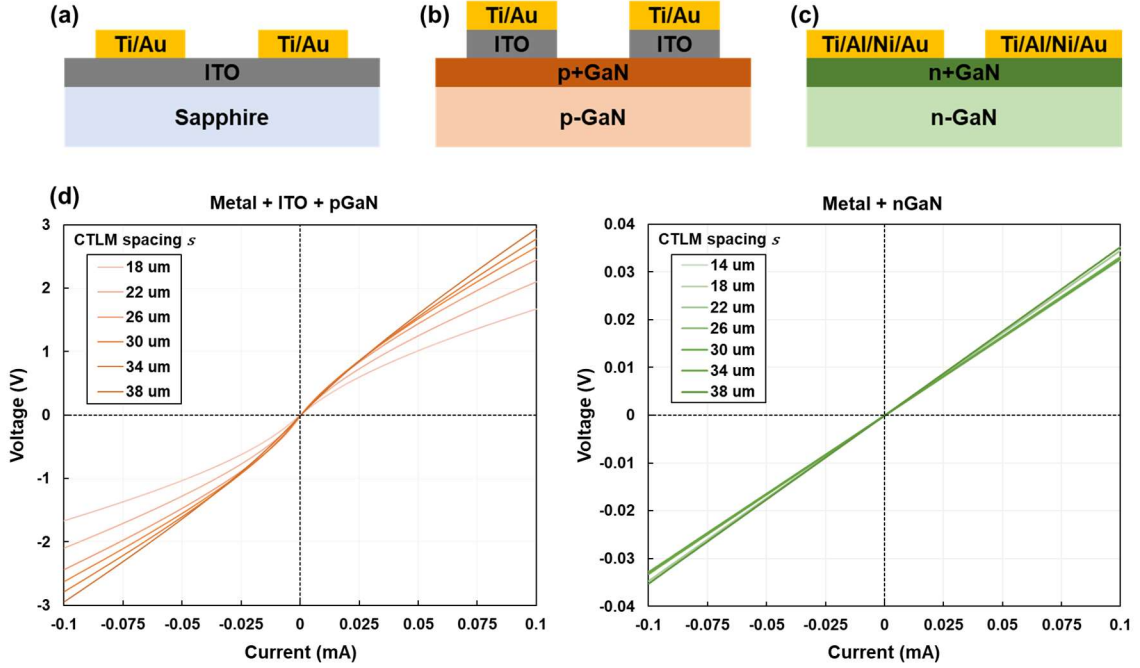 (a)
Ti/Au
Ti/Au
ITO
Sapphire
(b)
Ti/Au
Ti/Au
ITO
ITO
p+GaN
p-GaN
(c)
Ti/Al/Ni/Au
Ti/Al/Ni/Au
n+GaN
n-GaN
(d)
Metal + ITO + pGaN
CTLM spacing s
18 um
22 um
26 um
30 um
34 um
38 um
3
2
1
0
-1
-2
-3
Voltage (V)
-0.1
-0.075
-0.05
-0.025
0
0.025
0.05
0.075
0.1
Current (mA)
Metal + nGaN
CTLM spacing s
14 um
18 um
22 um
26 um
30 um
34 um
38 um
0.04
0.03
0.02
0.01
0
-0.01
-0.02
-0.03
-0.04
Voltage (V)
-0.1
-0.075
-0.05
-0.025
0
0.025
0.05
0.075
0.1
Current (mA)